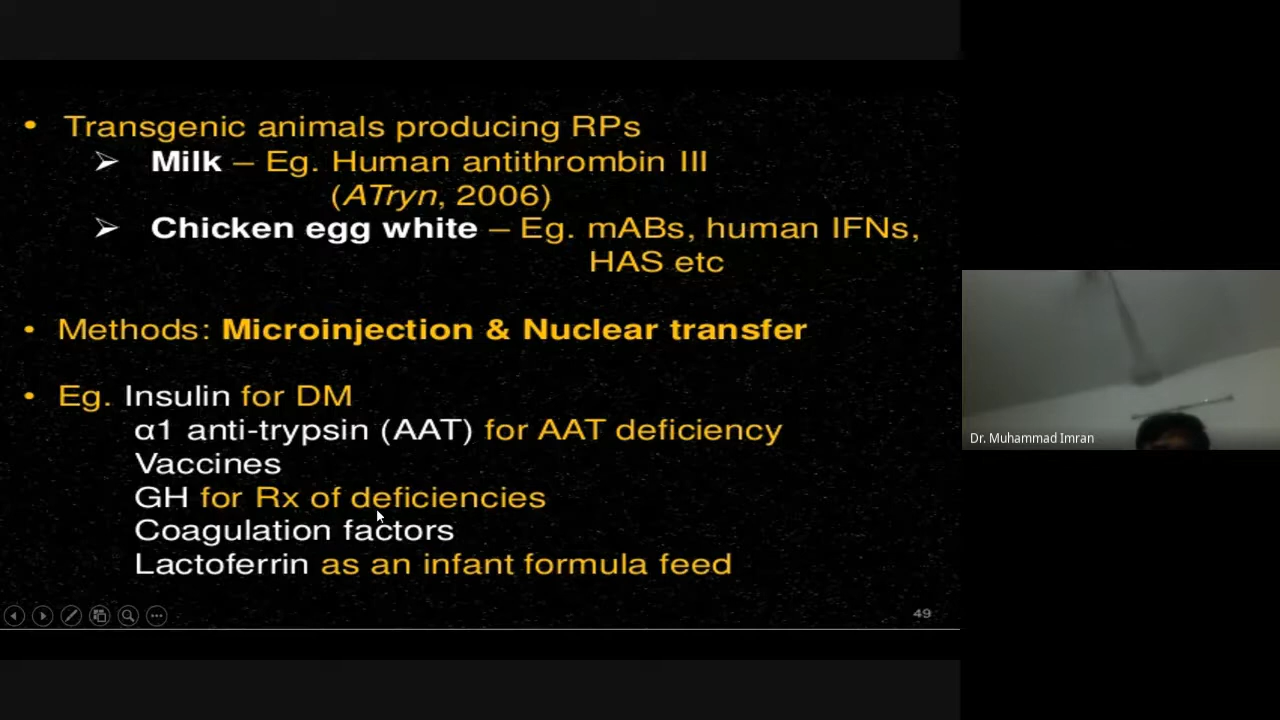 • Transgenic animals producing RPs
➢ Milk – Eg. Human antithrombin III
(ATryn, 2006)
➢ Chicken egg white – Eg. mABs, human IFNs,
HAS etc
• Methods: Microinjection & Nuclear transfer
• Eg. Insulin for DM
α1 anti-trypsin (AAT) for AAT deficiency
Vaccines
GH for Rx of deficiencies
Coagulation factors
Lactoferrin as an infant formula feed
49
Dr. Muhammad Imran